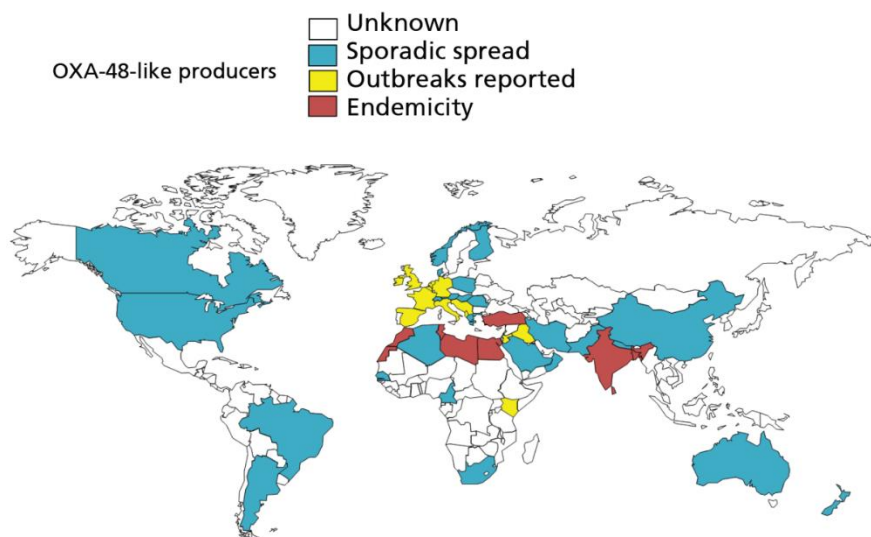 Unknown
Sporadic spread
OXA-48-like producers
Outbreaks reported
Endemicity